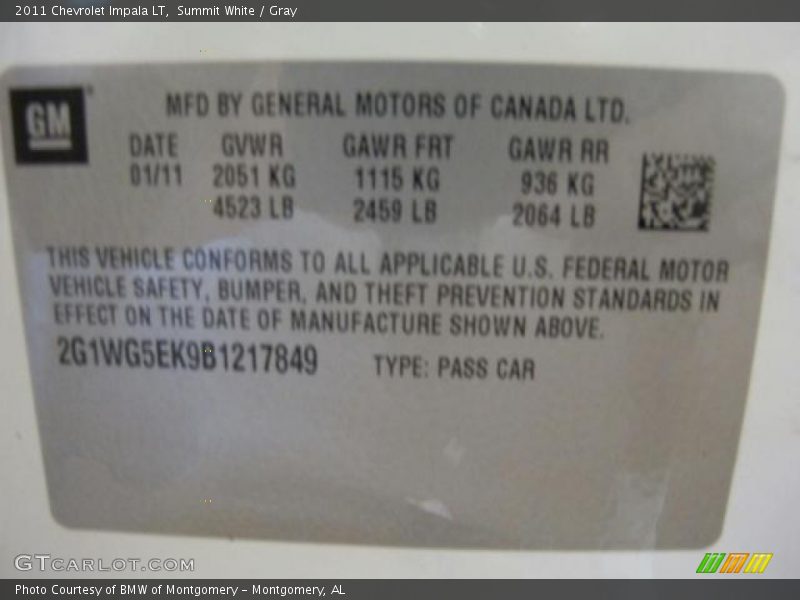 2011 Chevrolet Impala LT, Summit White / Gray
GM
MFD BY GENERAL MOTORS OF CANADA LTD.
DATE GVWR GAWR FRT GAWR RR
01/11 2051 KG 1115 KG 936 KG
4523 LB 2459 LB 2064 LB
THIS VEHICLE CONFORMS TO ALL APPLICABLE U.S. FEDERAL MOTOR
VEHICLE SAFETY, BUMPER, AND THEFT PREVENTION STANDARDS IN
EFFECT ON THE DATE OF MANUFACTURE SHOWN ABOVE.
2G1WG5EK9B1217849 TYPE: PASS CAR
GTCARLOT.COM
Photo Courtesy of BMW of Montgomery – Montgomery, AL